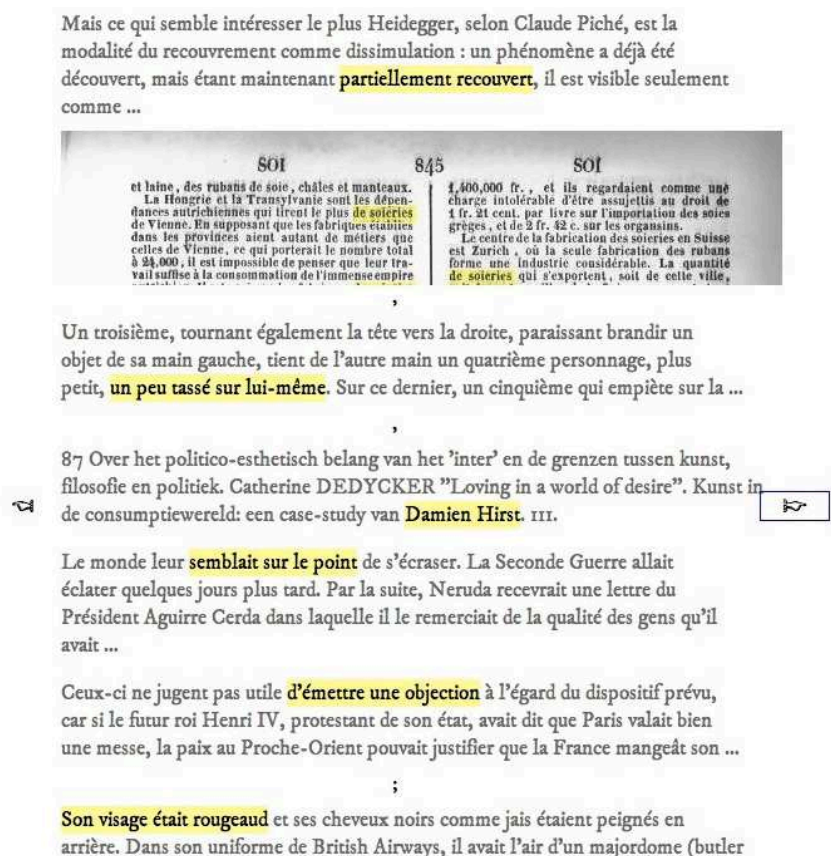 Mais ce qui semble intéresser le plus Heidegger, selon Claude Piché, est la
modalité du recouvrement comme dissimulation : un phénomène a déjà été
découvert, mais étant maintenant partiellement recouvert, il est visible seulement
comme ...
SOI 845 SOI
et laine, des rubans de soie, châles et manteaux.
La Hongrie et la Transylvanie sont les dépen-
dances autrichiennes qui tirent le plus de soieries
de Vienne. En supposant que les fabriques établies
dans les provinces aient autant de métiers que
celles de Vienne, ce qui porterait le nombre total
à 24,000, il est impossible de penser que leur tra-
vail suffise à la consommation de l'immense empire
1,400,000 fr., et ils regardaient comme une
charge intolérable d'être assujettis au droit de
1 fr. 21 cent. par livre sur l'importation des soies
grèges, et de 2 fr. 42 c. sur les organsins.
Le centre de la fabrication des soieries en Suisse
est Zurich, où la seule fabrication des rubans
forme une industrie considérable. La quantité
de soieries qui s'exportent, soit de cette ville,
,
Un troisième, tournant également la tête vers la droite, paraissant brandir un
objet de sa main gauche, tient de l'autre main un quatrième personnage, plus
petit, un peu tassé sur lui-même. Sur ce dernier, un cinquième qui empiète sur la ...
,
87 Over het politico-esthetisch belang van het 'inter' en de grenzen tussen kunst,
filosofie en politiek. Catherine DEDYCKER "Loving in a world of desire". Kunst in
de consumptiewereld: een case-study van Damien Hirst. III.
Le monde leur semblait sur le point de s'écraser. La Seconde Guerre allait
éclater quelques jours plus tard. Par la suite, Neruda recevrait une lettre du
Président Aguirre Cerda dans laquelle il le remerciait de la qualité des gens qu'il
avait ...
Ceux-ci ne jugent pas utile d'émettre une objection à l'égard du dispositif prévu,
car si le futur roi Henri IV, protestant de son état, avait dit que Paris valait bien
une messe, la paix au Proche-Orient pouvait justifier que la France mangeât son ...
;
Son visage était rougeaud et ses cheveux noirs comme jais étaient peignés en
arrière. Dans son uniforme de British Airways, il avait l'air d'un majordome (butler